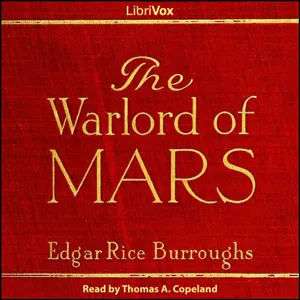 LibriVox
The
Warlord of
MARS
Edgar Rice Burroughs
Read by Thomas A. Copeland